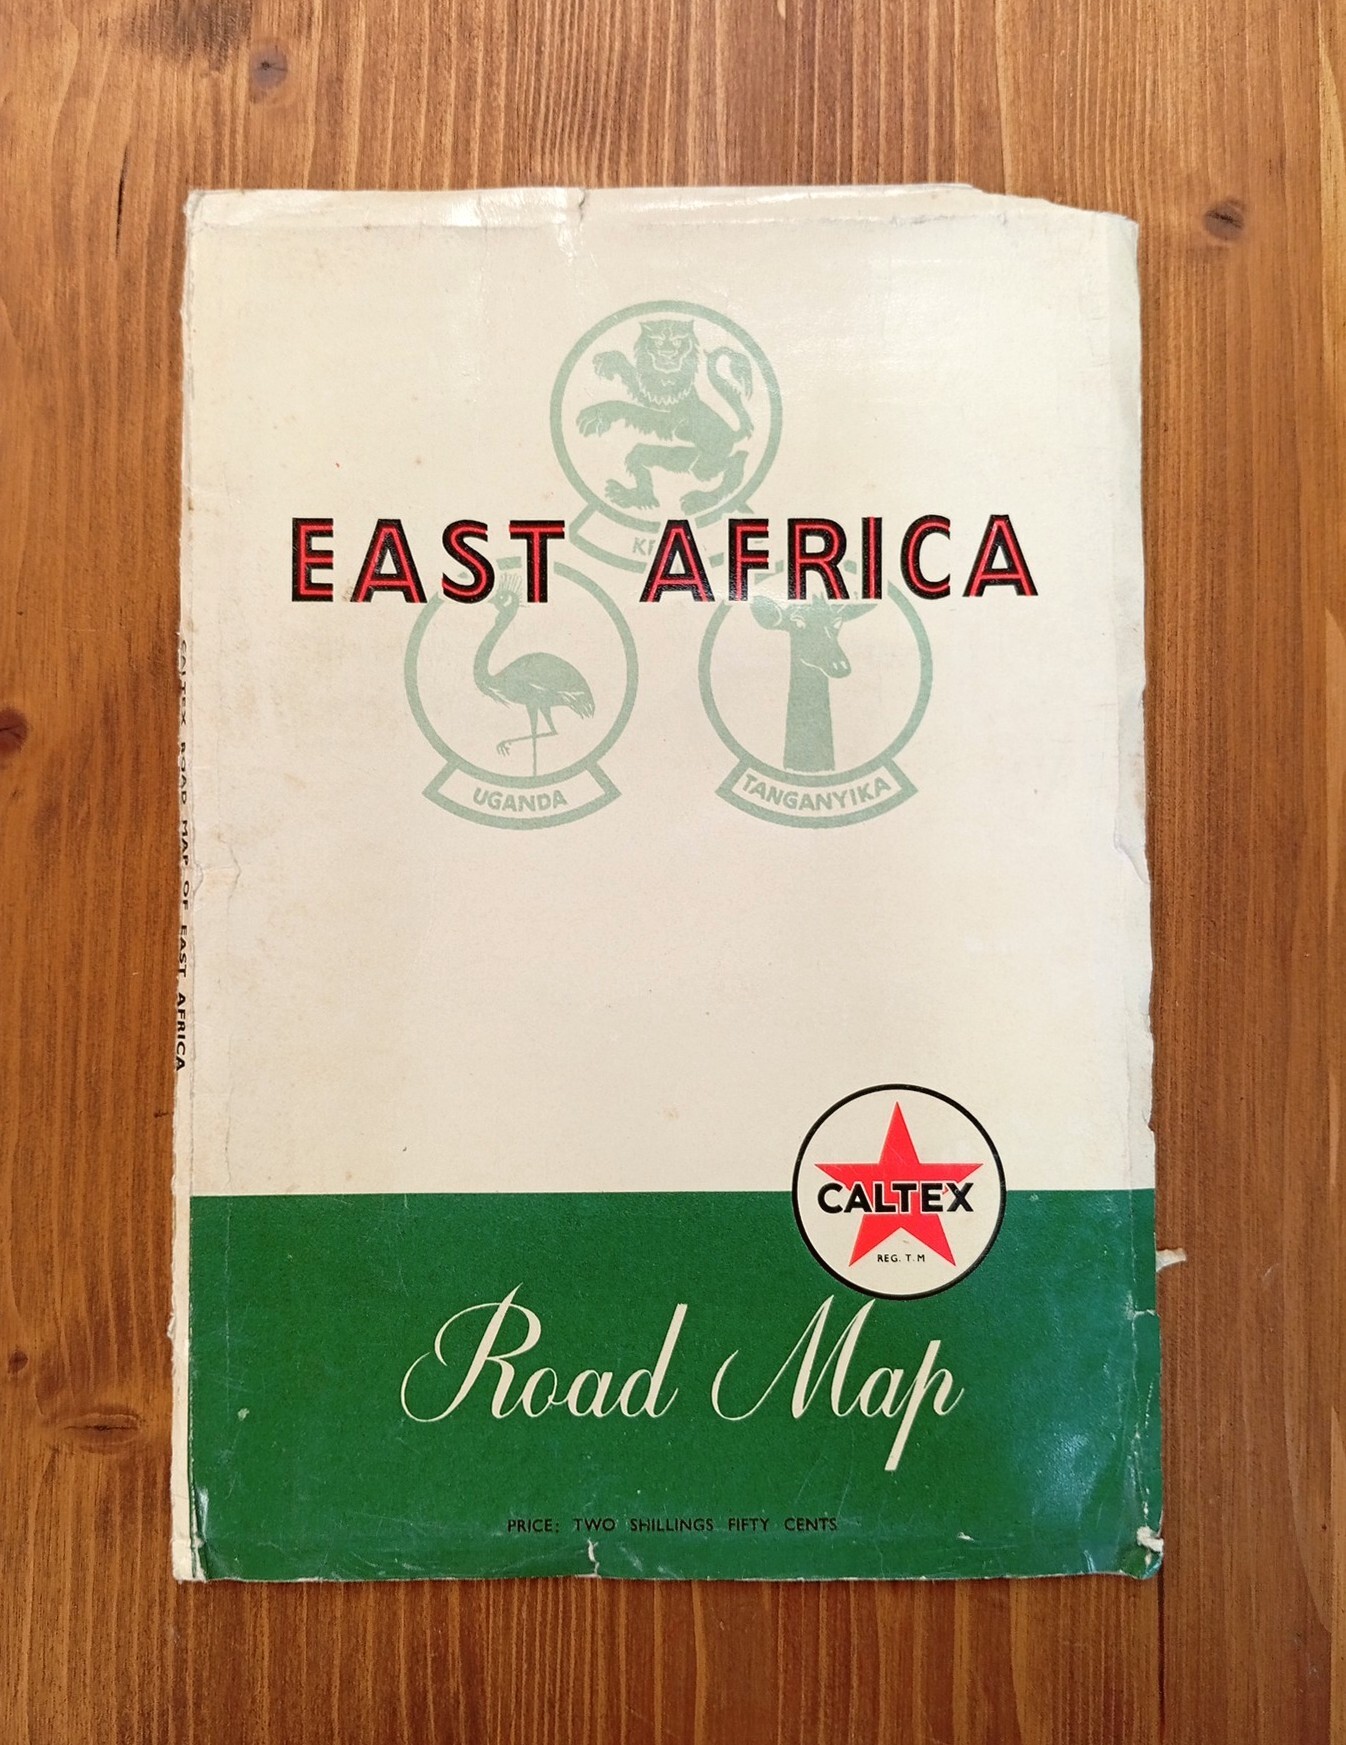 EAST AFRICA
UGANDA
TANGANYIKA
CALTEX ROAD MAP OF EAST AFRICA
CALTEX
REG. T.M
Road Map
PRICE: TWO SHILLINGS FIFTY CENTS